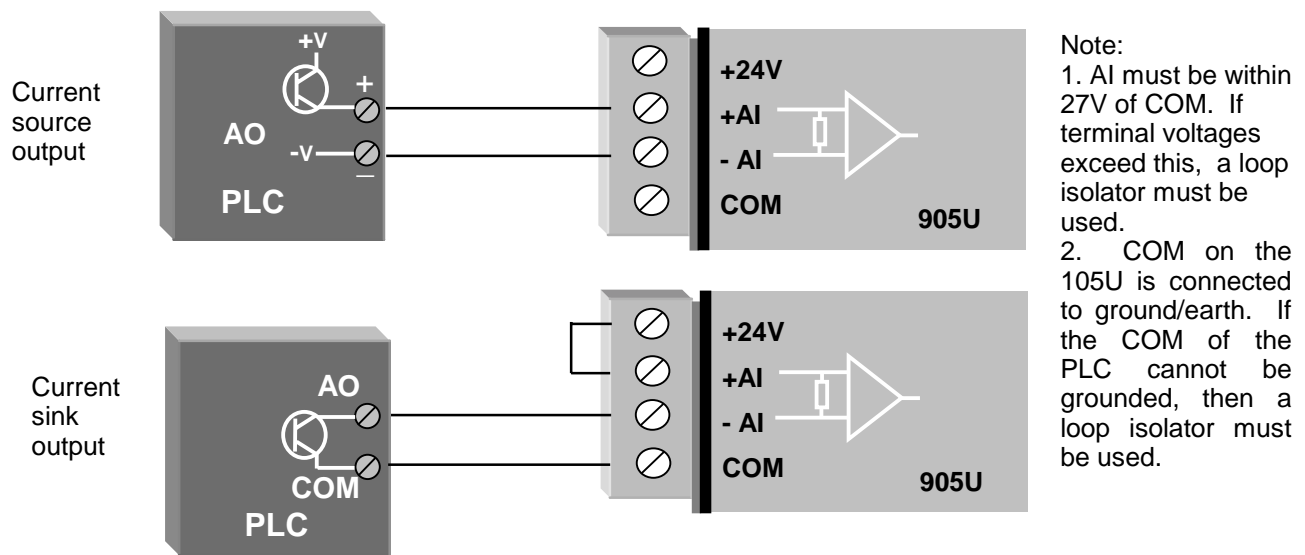 Current
source
output
+V
+
AO
-V
–
PLC
+24V
+AI
- AI
COM
905U
Current
sink
output
AO
COM
PLC
+24V
+AI
- AI
COM
905U
Note:
1. AI must be within
27V of COM. If
terminal voltages
exceed this, a loop
isolator must be
used.
2. COM on the
105U is connected
to ground/earth. If
the COM of the
PLC cannot be
grounded, then a
loop isolator must
be used.